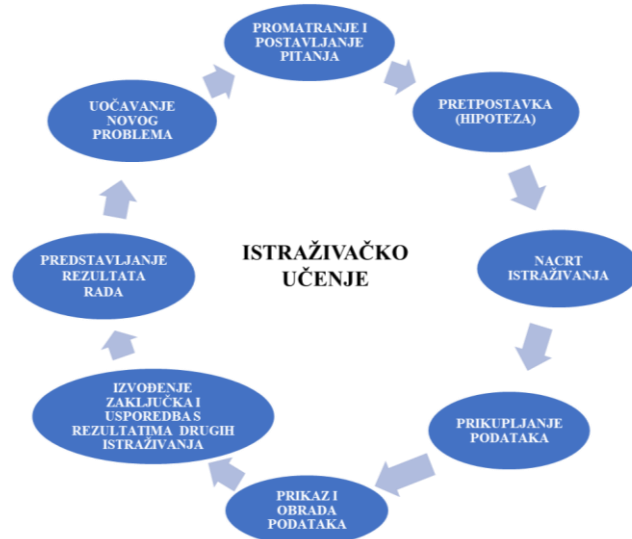 PROMATRANJE I
POSTAVLJANJE
PITANJA
PRETPOSTAVKA
(HIPOTEZA)
NACRT
ISTRAŽIVANJA
PRIKUPLJANJE
PODATAKA
PRIKAZ I
OBRADA
PODATAKA
IZVOĐENJE
ZAKLJUČKA I
USPOREDBA S
REZULTATIMA DRUGIH
ISTRAŽIVANJA
PREDSTAVLJANJE
REZULTATA
RADA
UOČAVANJE
NOVOG
PROBLEMA
ISTRAŽIVAČKO
UČENJE